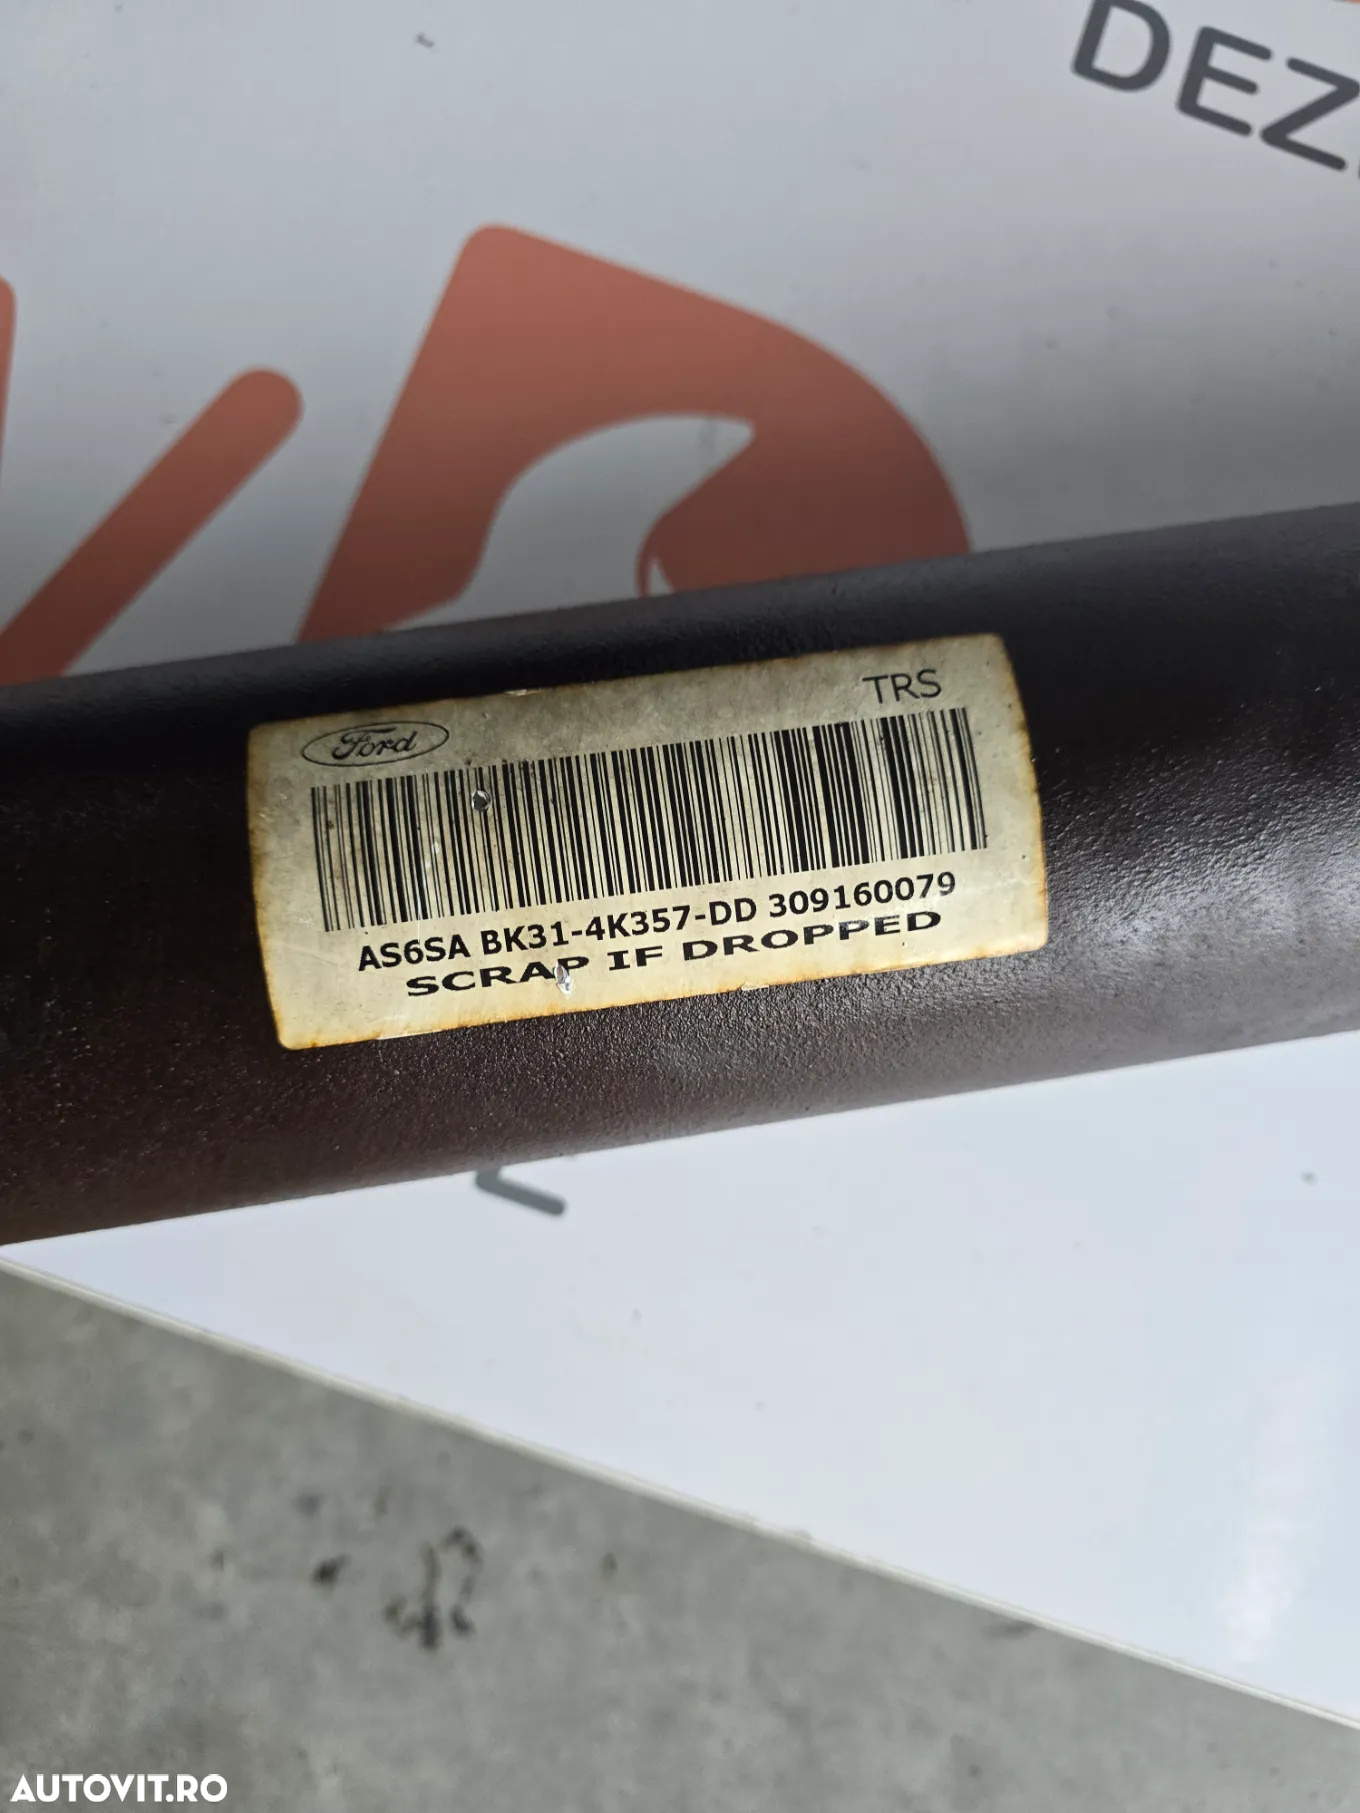 DEZ
TRS
Ford
AS6SA BK31-4K357-DD 309160079
SCRAP IF DROPPED
AUTOVIT.RO